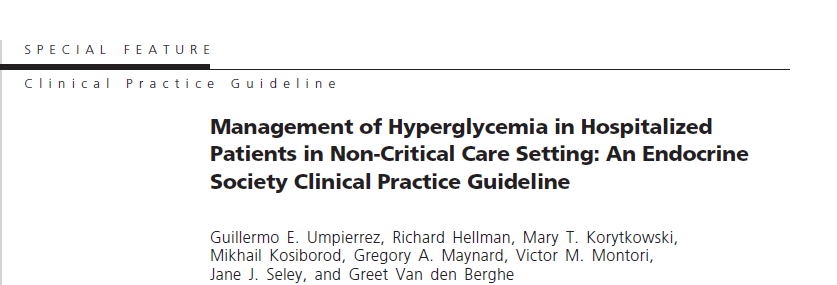 SPECIAL FEATURE
Clinical Practice Guideline
Management of Hyperglycemia in Hospitalized
Patients in Non-Critical Care Setting: An Endocrine
Society Clinical Practice Guideline
Guillermo E. Umpierrez, Richard Hellman, Mary T. Korytkowski,
Mikhail Kosiborod, Gregory A. Maynard, Victor M. Montori,
Jane J. Seley, and Greet Van den Berghe